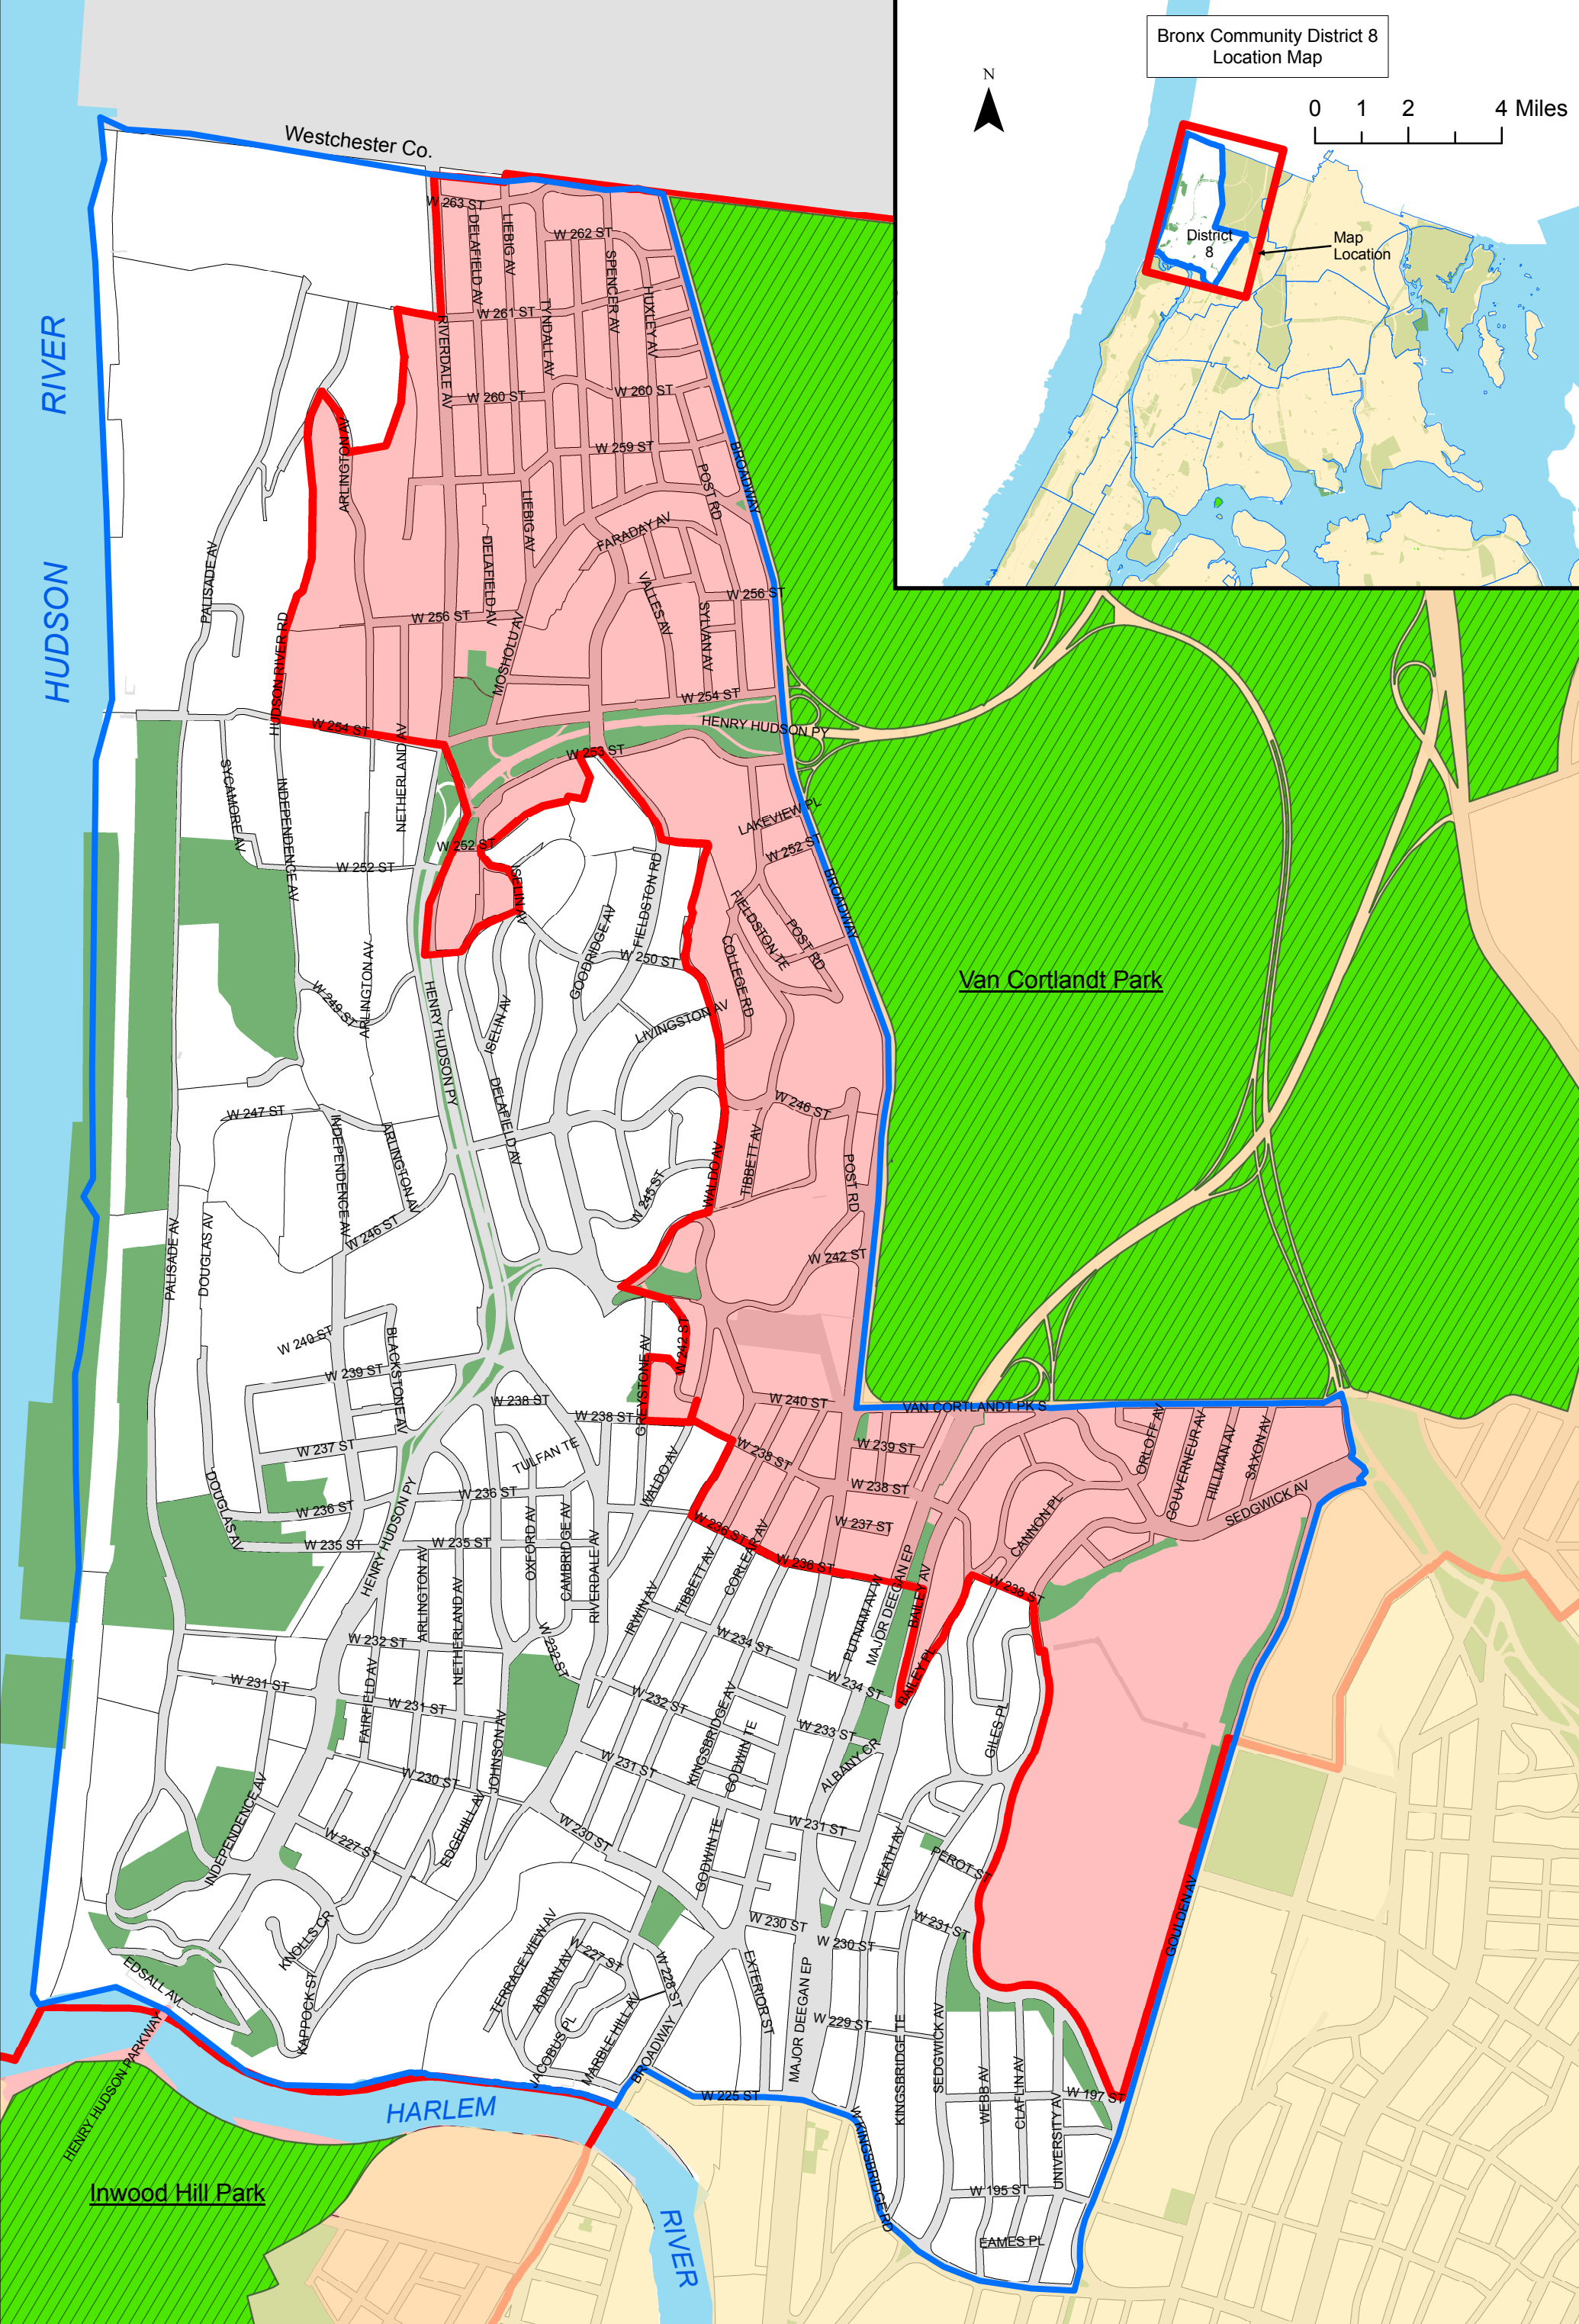 Bronx Community District 8
Location Map
N
0 1 2 4 Miles
District
8
Map
Location
Westchester Co.
HUDSON RIVER
W 263 ST
DELAFIELD AV
LIEBIG AV
W 262 ST
SPENCER AV
HUXLEY AV
TYNDALL AV
W 261 ST
RIVERDALE AV
W 260 ST
W 260 ST
ARLINGTON AV
W 259 ST
POST RD
BROADWAY
LIEBIG AV
FARADAY AV
DELAFIELD AV
PALISADE AV
VALLES AV
SYLVAN AV
W 256 ST
W 256 ST
MOSHOLU AV
HUDSON RIVER RD
W 254 ST
W 254 ST
HENRY HUDSON PY
NETHERLAND AV
W 253 ST
SYCAMORE AV
INDEPENDENCE AV
LAKEVIEW PL
W 252 ST
W 252 ST
W 252 ST
ISELIN AV
FIELDSTON RD
BROADWAY
FIELDSTON TE
POST RD
GOODRIDGE AV
COLLEGE RD
W 250 ST
Van Cortlandt Park
W 249 ST
ARLINGTON AV
HENRY HUDSON PY
ISELIN AV
LIVINGSTON AV
DELAFIELD AV
W 247 ST
W 246 ST
INDEPENDENCE AV
ARLINGTON AV
WALDO AV
TIBBETT AV
POST RD
W 245 ST
W 246 ST
PALISADE AV
DOUGLAS AV
W 242 ST
W 240 ST
BLACKSTONE AV
GREYSTONE AV
W 242 ST
W 239 ST
W 238 ST
W 238 ST
W 240 ST
VAN CORTLANDT PK S
W 237 ST
TULFAN TE
W 238 ST
W 239 ST
ORLOFF AV
GOUVERNEUR AV
HILLMAN AV
SAXON AV
WALDO AV
DOUGLAS AV
W 236 ST
W 236 ST
W 238 ST
SEDGWICK AV
W 235 ST
W 235 ST
HENRY HUDSON PY
OXFORD AV
CAMBRIDGE AV
RIVERDALE AV
W 236 ST
W 237 ST
CANNON PL
W 236 ST
ARLINGTON AV
NETHERLAND AV
IRWIN AV
TIBBETT AV
CORLEAR AV
PUTNAM AV W
MAJOR DEEGAN EP
BAILEY AV
W 238 ST
W 232 ST
W 232 ST
W 234 ST
W 234 ST
BAILEY PL
W 231 ST
FAIRFIELD AV
W 231 ST
W 232 ST
KINGSBRIDGE AV
GODWIN TE
W 233 ST
ALBANY CR
GILES PL
JOHNSON AV
W 230 ST
W 231 ST
INDEPENDENCE AV
EDGEHILL AV
W 227 ST
W 230 ST
W 231 ST
GODWIN TE
HEATH AV
PEROT ST
KNOLLS CR
TERRACE VIEW AV
W 230 ST
W 230 ST
W 231 ST
GOULDEN AV
EDSALL AV
KAPPOCK ST
ADRIAN AV
W 227 ST
W 228 ST
EXTERIOR ST
MAJOR DEEGAN EP
W 229 ST
KINGSBRIDGE TE
SEDGWICK AV
JACOBUS PL
MARBLE HILL AV
BROADWAY
W 225 ST
WEBB AV
CLAFLIN AV
UNIVERSITY AV
W 197 ST
HENRY HUDSON PARKWAY
HARLEM RIVER
W KINGSBRIDGE RD
W 195 ST
EAMES PL
Inwood Hill Park